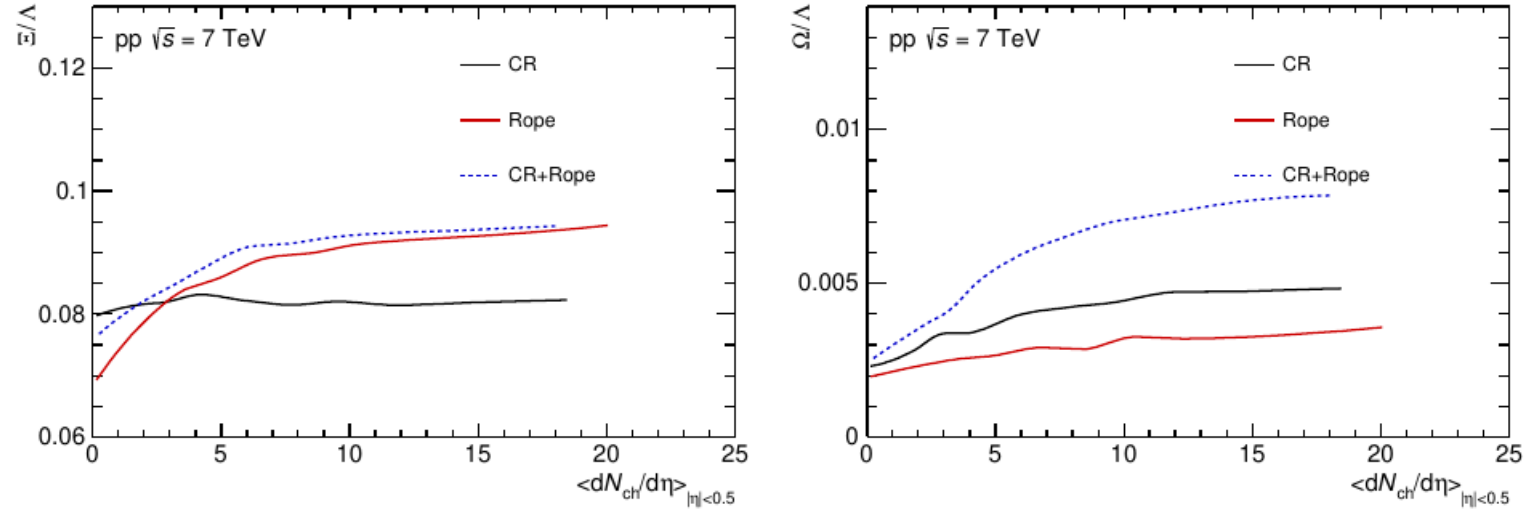 Ξ/Λ
pp √s = 7 TeV
CR
Rope
CR+Rope
0.12
0.1
0.08
0.06
0 5 10 15 20 25
<dN_ch/dη>_|η|<0.5
Ω/Λ
pp √s = 7 TeV
CR
Rope
CR+Rope
0.01
0.005
0
0 5 10 15 20 25
<dN_ch/dη>_|η|<0.5